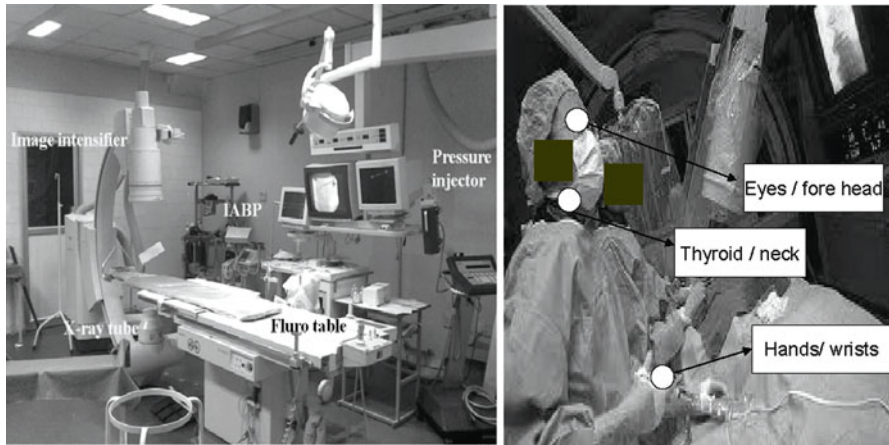 Image intensifier
Pressure
injector
IABP
X-ray tube
Fluro table
Eyes / fore head
Thyroid / neck
Hands/ wrists